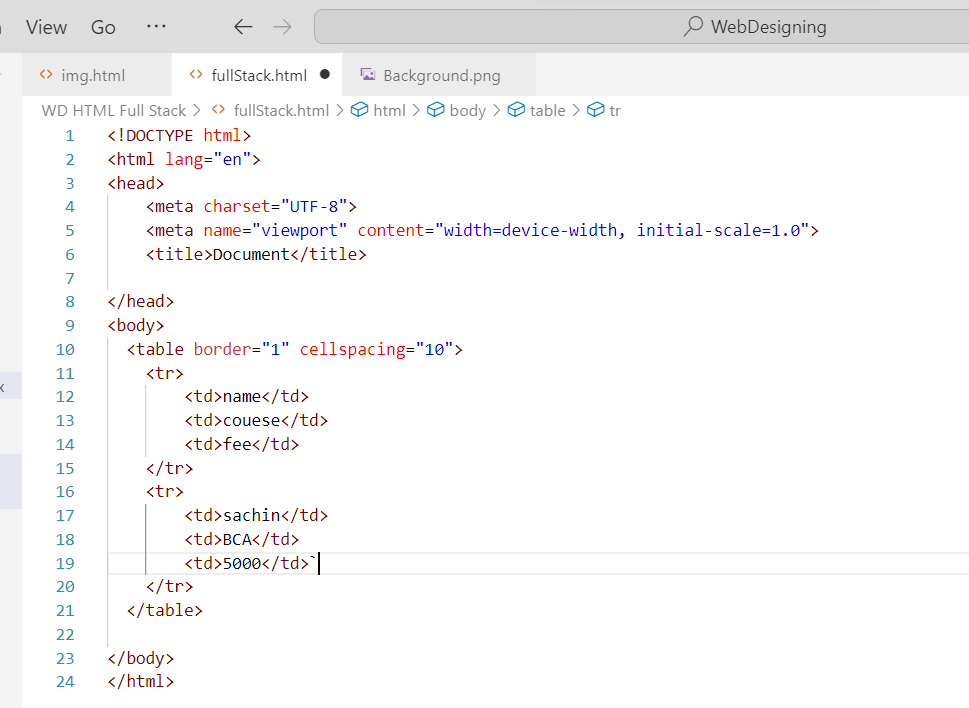 View Go ··· ← → WebDesigning
<> img.html <> fullStack.html ● Background.png
WD HTML Full Stack > <> fullStack.html > html > body > table > tr
1 <!DOCTYPE html>
2 <html lang="en">
3 <head>
4     <meta charset="UTF-8">
5     <meta name="viewport" content="width=device-width, initial-scale=1.0">
6     <title>Document</title>
7
8 </head>
9 <body>
10   <table border="1" cellspacing="10">
11     <tr>
12         <td>name</td>
13         <td>couese</td>
14         <td>fee</td>
15     </tr>
16     <tr>
17         <td>sachin</td>
18         <td>BCA</td>
19         <td>5000</td>`
20     </tr>
21   </table>
22
23 </body>
24 </html>